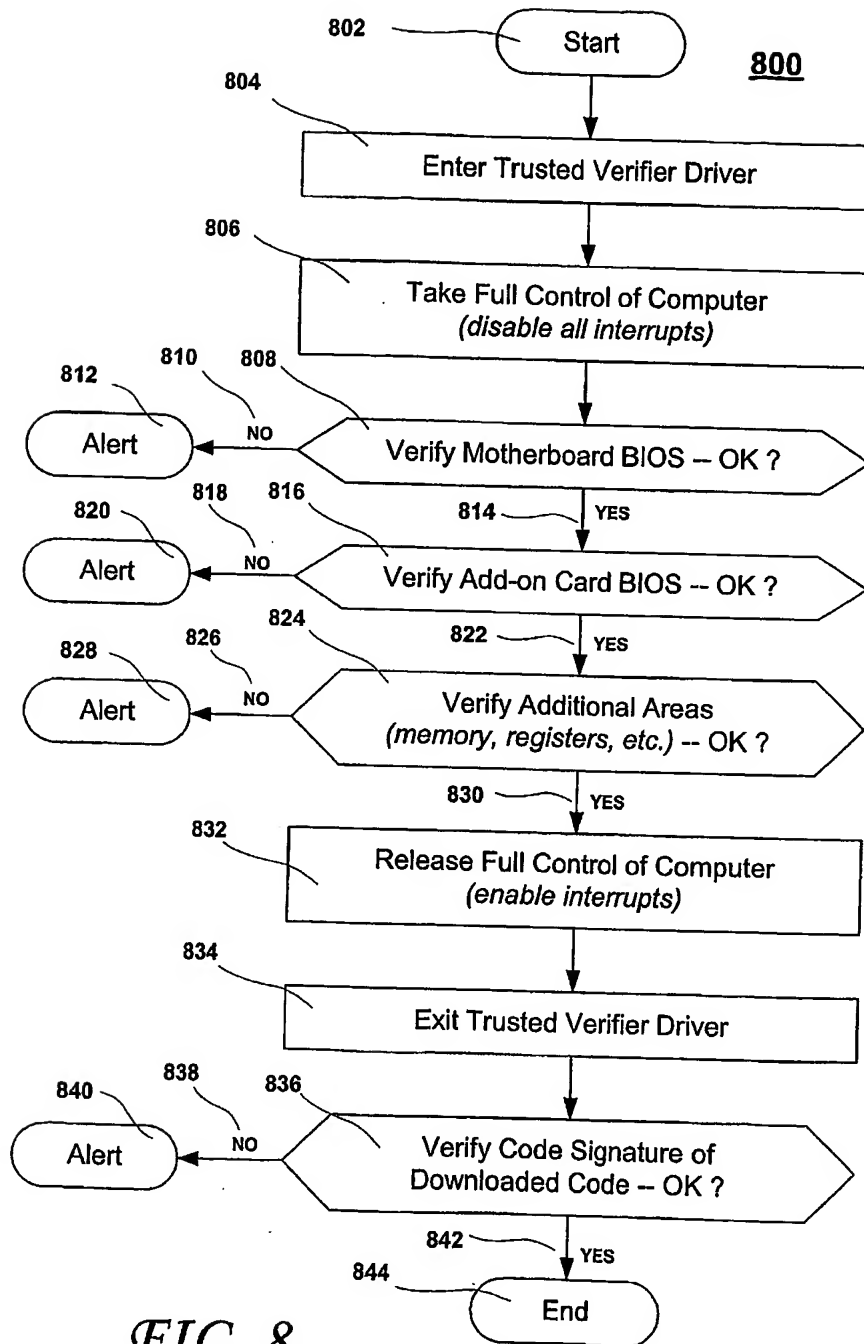 802
Start
800
804
Enter Trusted Verifier Driver
806
Take Full Control of Computer
(disable all interrupts)
808
810
812
NO
Alert
Verify Motherboard BIOS -- OK ?
814
YES
816
818
820
NO
Alert
Verify Add-on Card BIOS -- OK ?
822
YES
824
826
828
NO
Alert
Verify Additional Areas
(memory, registers, etc.) -- OK ?
830
YES
832
Release Full Control of Computer
(enable interrupts)
834
Exit Trusted Verifier Driver
836
838
840
NO
Alert
Verify Code Signature of
Downloaded Code -- OK ?
842
YES
844
End
FIG. 8